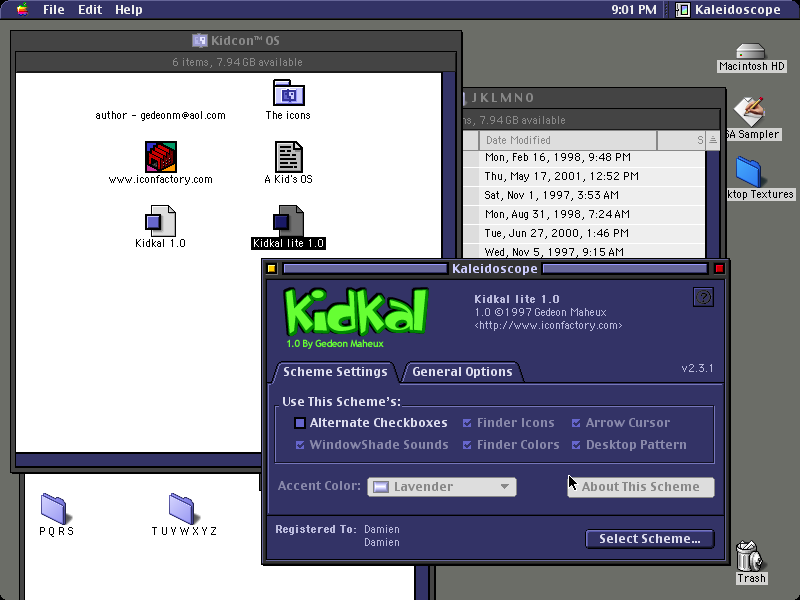 File Edit Help 9:01 PM Kaleidoscope
Kidcon™ OS
6 items, 7.94GB available
author - gedeonm@aol.com
The icons
www.iconfactory.com
A Kid's OS
Kidkal 1.0
Kidkal lite 1.0
Macintosh HD
SA Sampler
ktop Textures
JKLMNO
ns, 7.94GB available
Date Modified S
Mon, Feb 16, 1998, 9:48 PM
Thu, May 17, 2001, 12:52 PM
Sat, Nov 1, 1997, 3:53 AM
Mon, Aug 31, 1998, 7:24 AM
Tue, Jun 27, 2000, 1:46 PM
Wed, Nov 5, 1997, 9:15 AM
Kaleidoscope
Kidkal
1.0 By Gedeon Maheux
Kidkal lite 1.0
1.0 ©1997 Gedeon Maheux
<http://www.iconfactory.com>
?
Scheme Settings
General Options
v2.3.1
Use This Scheme's:
Alternate Checkboxes
Finder Icons
Arrow Cursor
WindowShade Sounds
Finder Colors
Desktop Pattern
Accent Color: Lavender
About This Scheme
Registered To: Damien
Damien
Select Scheme...
PQRS
TUVWXYZ
Trash